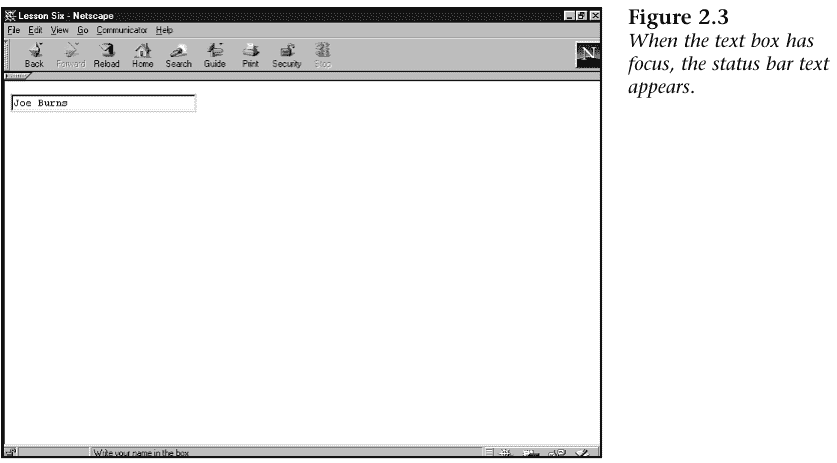 Lesson Six - Netscape
File Edit View Go Communicator Help
Back Forward Reload Home Search Guide Print Security Stop
N
Joe Burns
Write your name in the box
Figure 2.3
When the text box has
focus, the status bar text
appears.